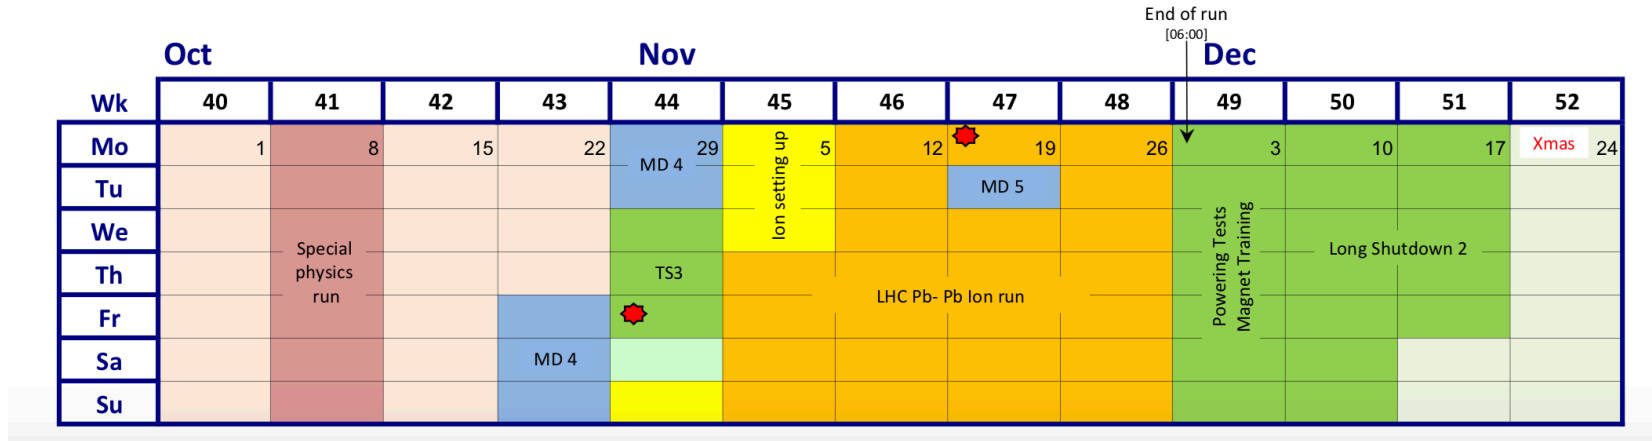 End of run
[06:00]
Oct Nov Dec
Wk 40 41 42 43 44 45 46 47 48 49 50 51 52
Mo 1 8 15 22 29 5 12 19 26 3 10 17 Xmas 24
MD 4
Tu MD 5
We
Ion setting up
Special
physics
run
Th TS3
Powering Tests
Magnet Training
Long Shutdown 2
LHC Pb- Pb Ion run
Fr
Sa MD 4
Su